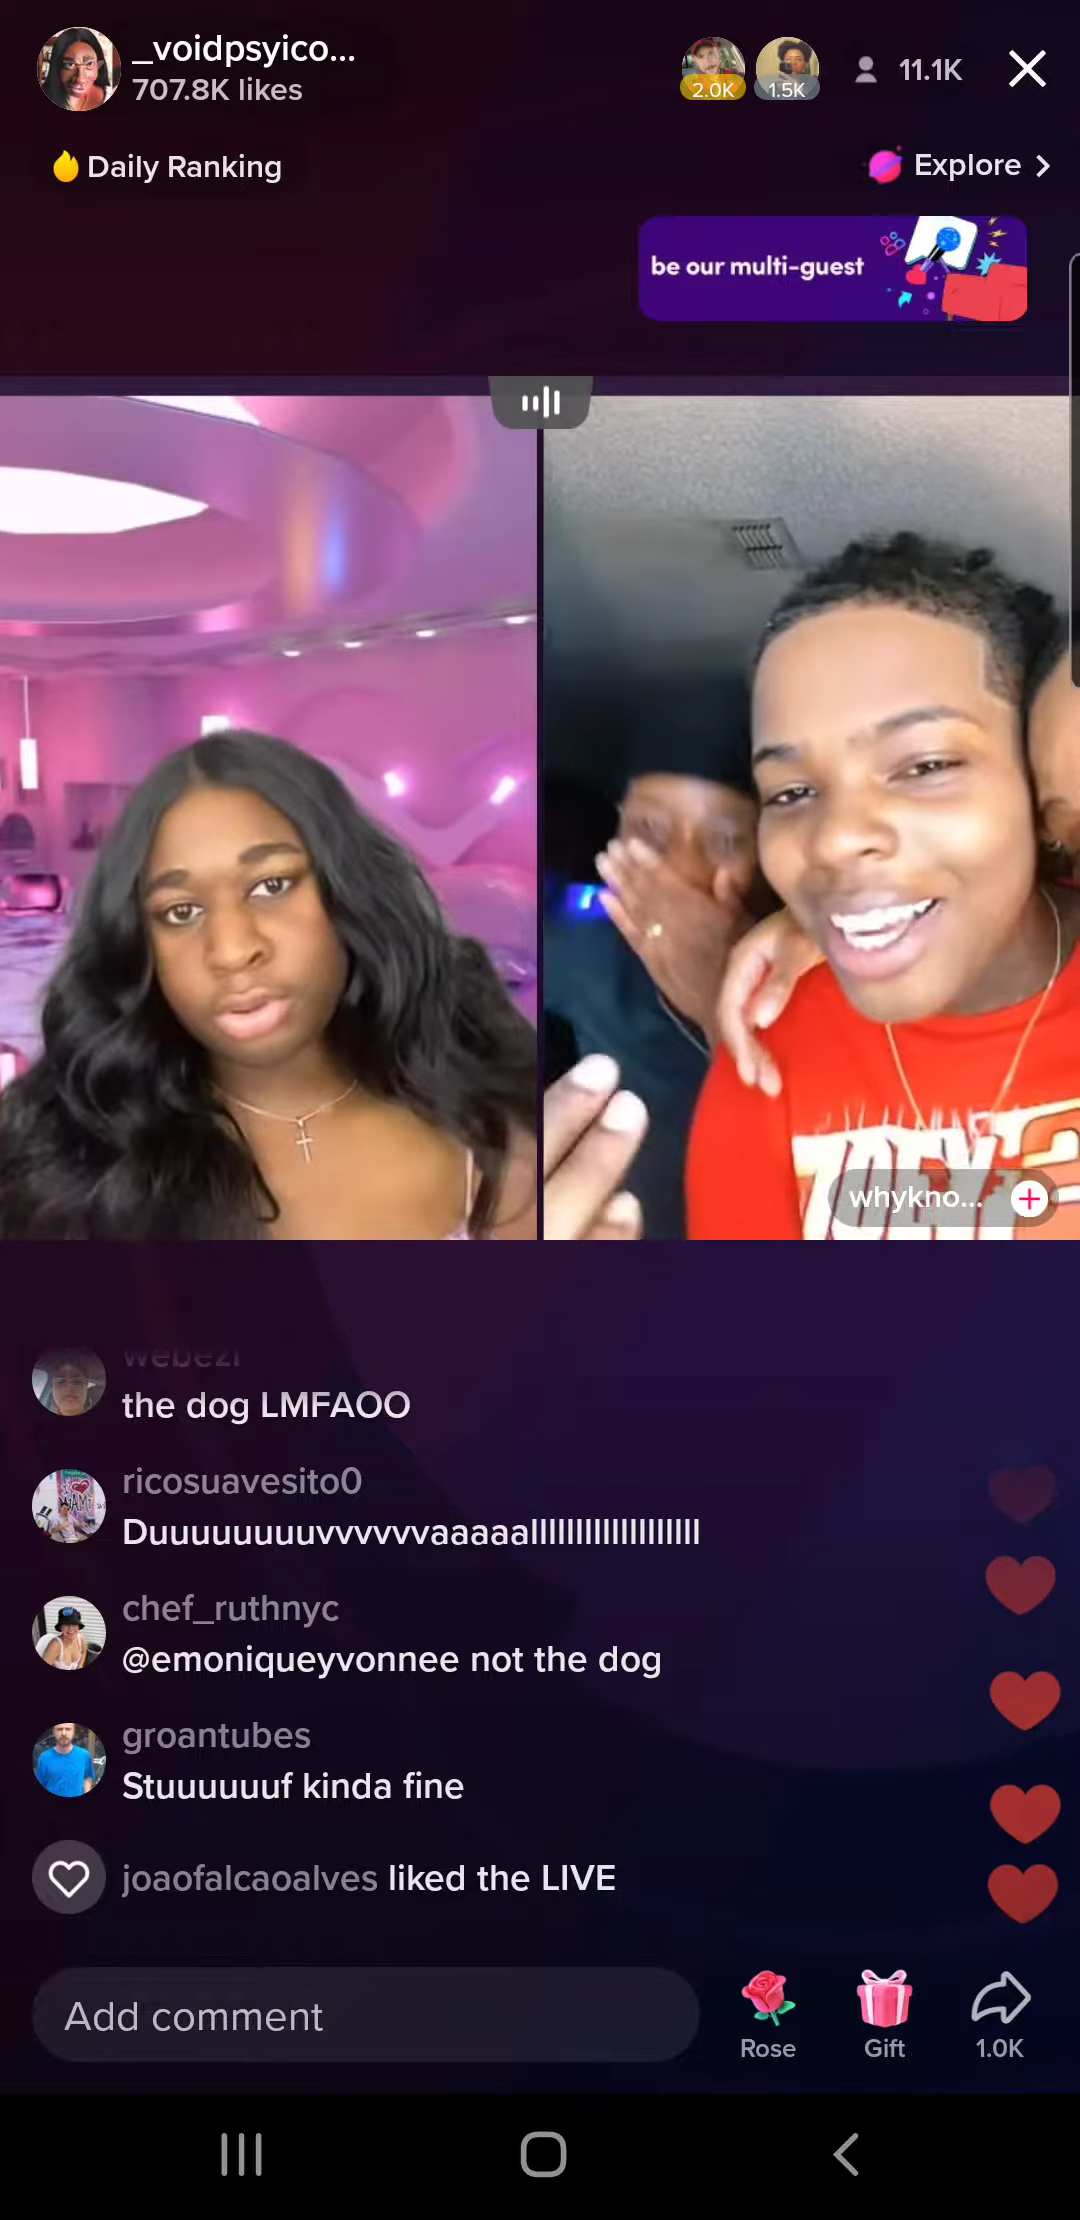 _voidpsyico...
707.8K likes
2.0K
1.5K
11.1K
Daily Ranking
Explore
be our multi-guest
whykno...
the dog LMFAOO
ricosuavesito0
Duuuuuuuuvvvvvvaaaaallllllllllllllllllll
chef_ruthnyc
@emoniqueyvonnee not the dog
groantubes
Stuuuuuuf kinda fine
joaofalcaoalves liked the LIVE
Add comment
Rose
Gift
1.0K